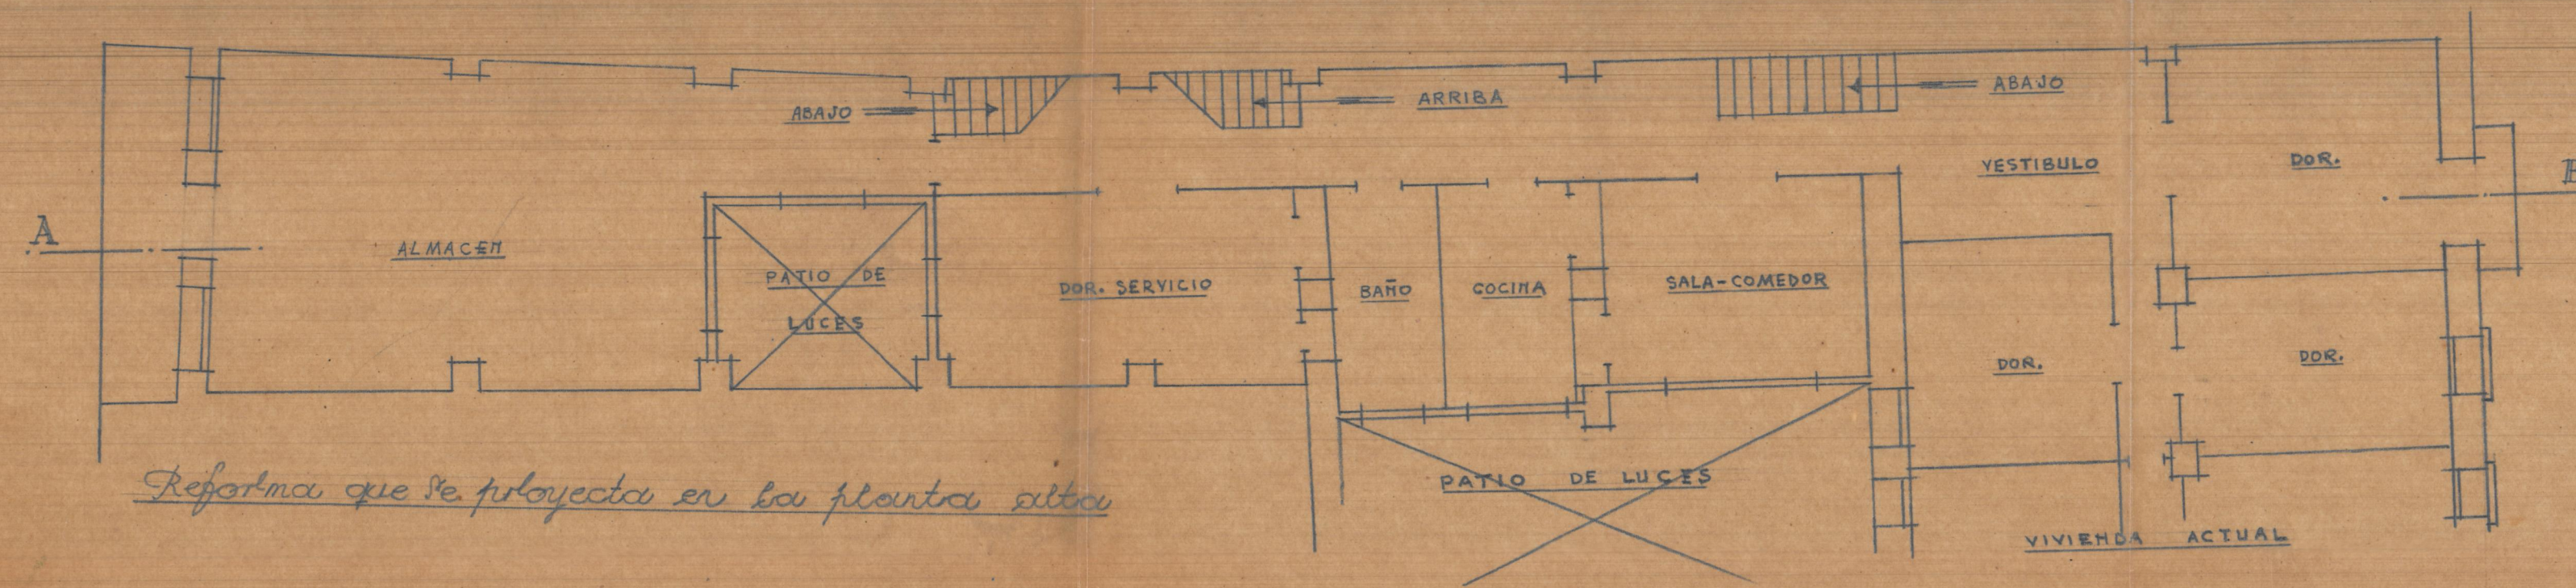 ABAJO
ARRIBA
ABAJO
VESTIBULO
DOR.
A
ALMACEN
PATIO DE
LUCES
DOR. SERVICIO
BAÑO
COCINA
SALA-COMEDOR
DOR.
DOR.
Reforma que se proyecta en la planta alta
PATIO DE LUCES
VIVIENDA ACTUAL